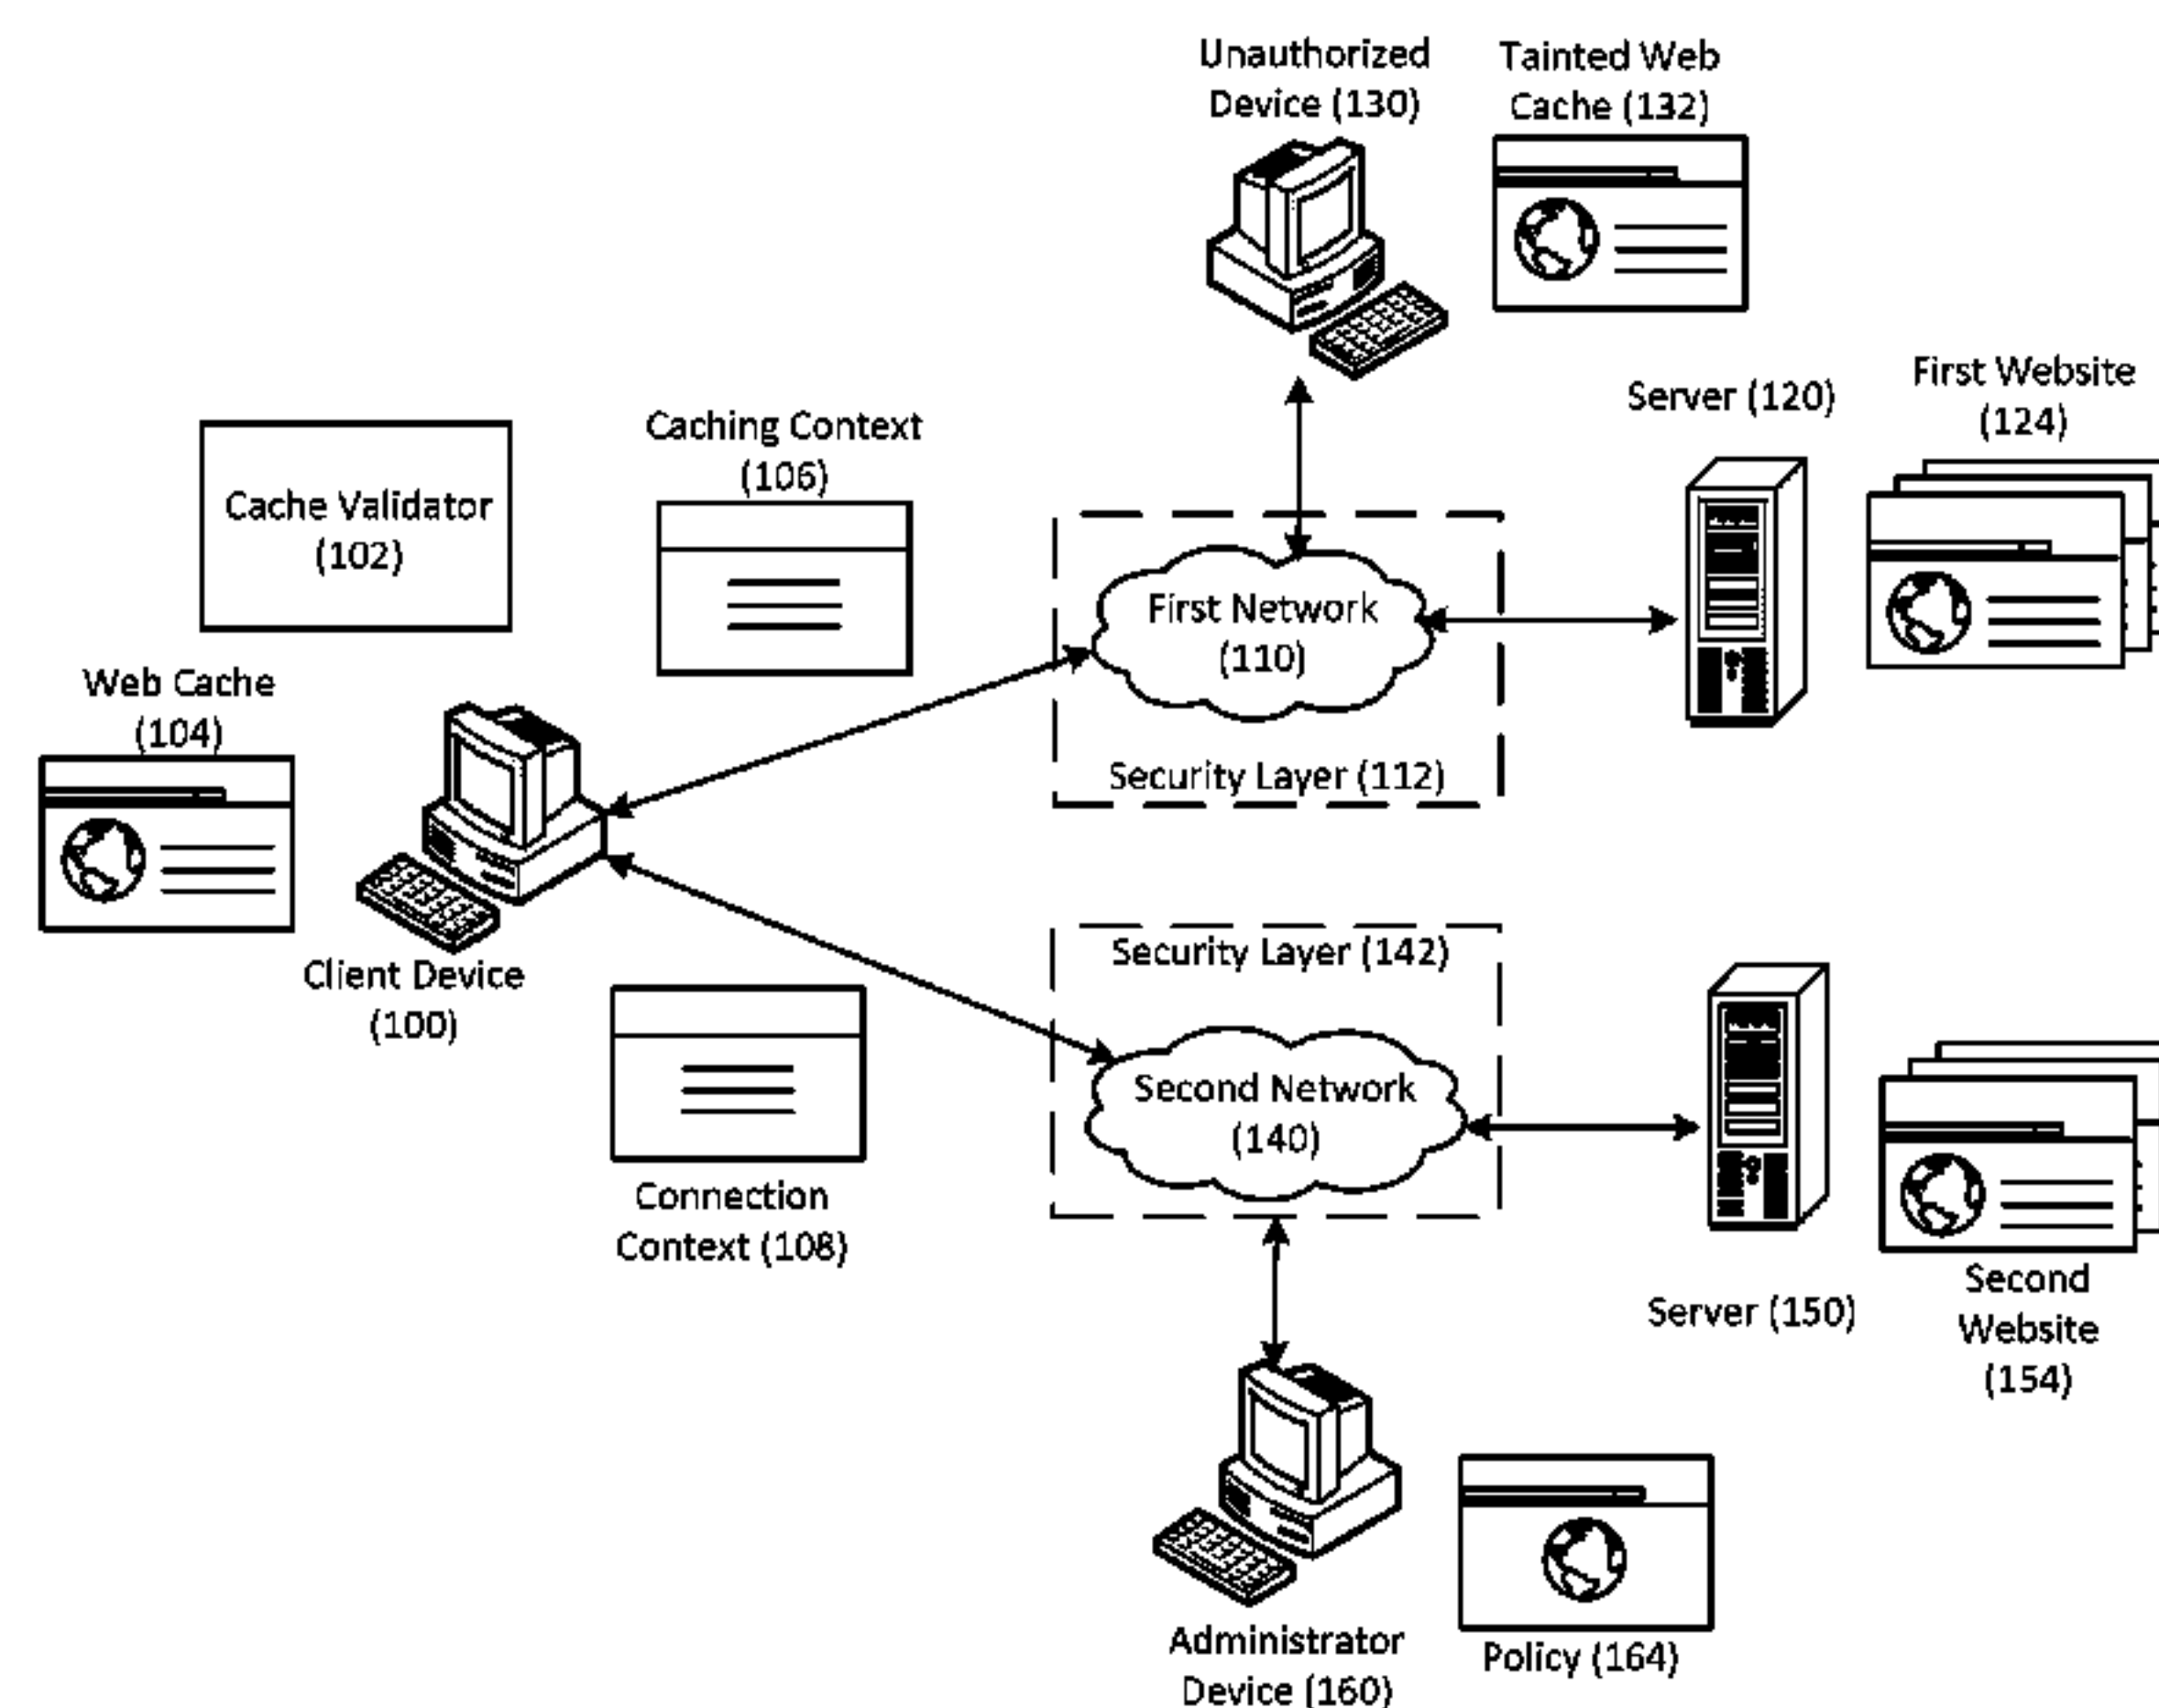 Unauthorized
Device (130)
Tainted Web
Cache (132)
Server (120)
First Website
(124)
Caching Context
(106)
Cache Validator
(102)
First Network
(110)
Security Layer (112)
Web Cache
(104)
Client Device
(100)
Security Layer (142)
Second Network
(140)
Connection
Context (108)
Server (150)
Second
Website
(154)
Administrator
Device (160)
Policy (164)